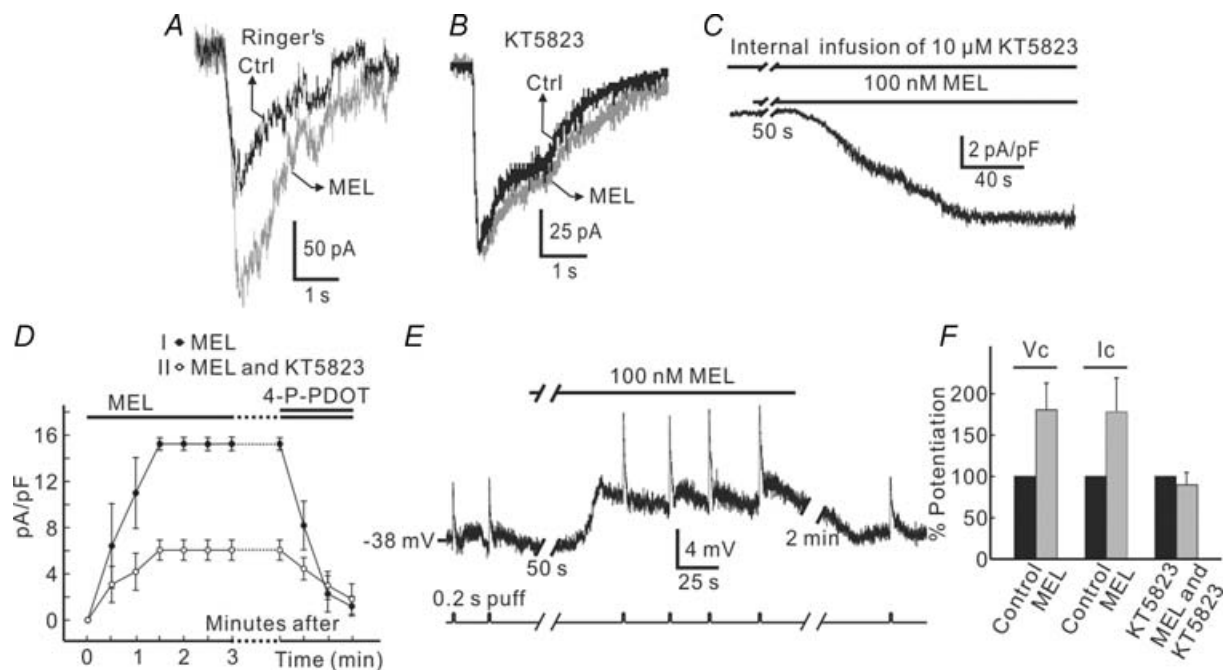 A
Ringer's
Ctrl
MEL
50 pA
1 s
B
KT5823
Ctrl
MEL
25 pA
1 s
C
Internal infusion of 10 µM KT5823
100 nM MEL
50 s
2 pA/pF
40 s
D
I MEL
II MEL and KT5823
4-P-PDOT
MEL
16
12
8
4
0
pA/pF
Minutes after
0 1 2 3 Time (min)
E
100 nM MEL
-38 mV
50 s
4 mV
25 s
2 min
0.2 s puff
F
Vc Ic
200
150
100
50
0
% Potentiation
Control
MEL
Control
MEL
KT5823
MEL and
KT5823